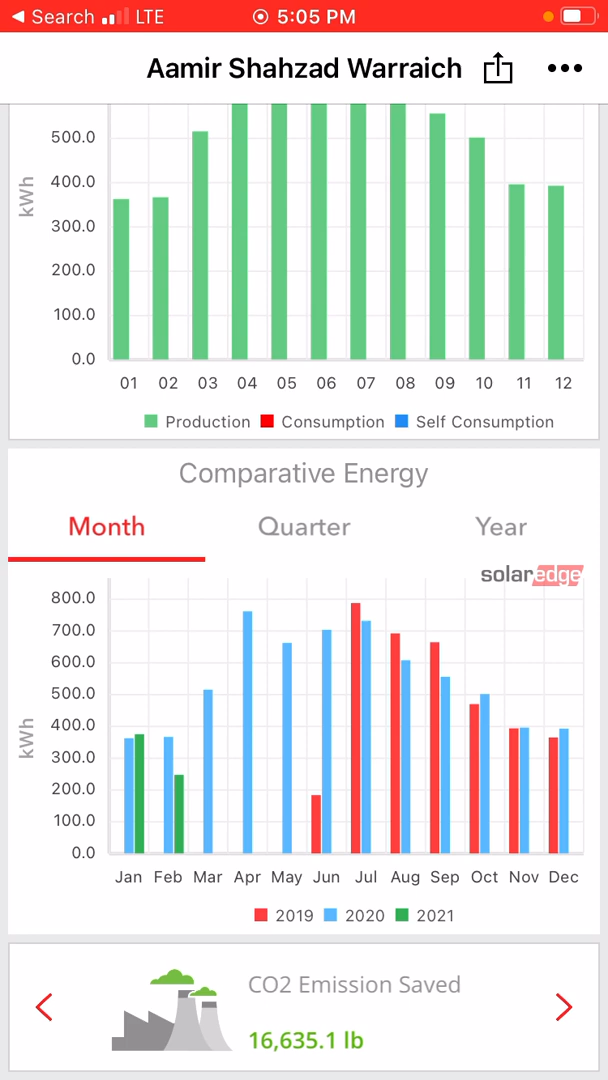 Search LTE 5:05 PM
Aamir Shahzad Warraich
500.0
400.0
300.0
200.0
100.0
0.0
kWh
01 02 03 04 05 06 07 08 09 10 11 12
Production Consumption Self Consumption
Comparative Energy
Month Quarter Year
solaredge
800.0
700.0
600.0
500.0
400.0
300.0
200.0
100.0
0.0
kWh
Jan Feb Mar Apr May Jun Jul Aug Sep Oct Nov Dec
2019 2020 2021
CO2 Emission Saved
16,635.1 lb